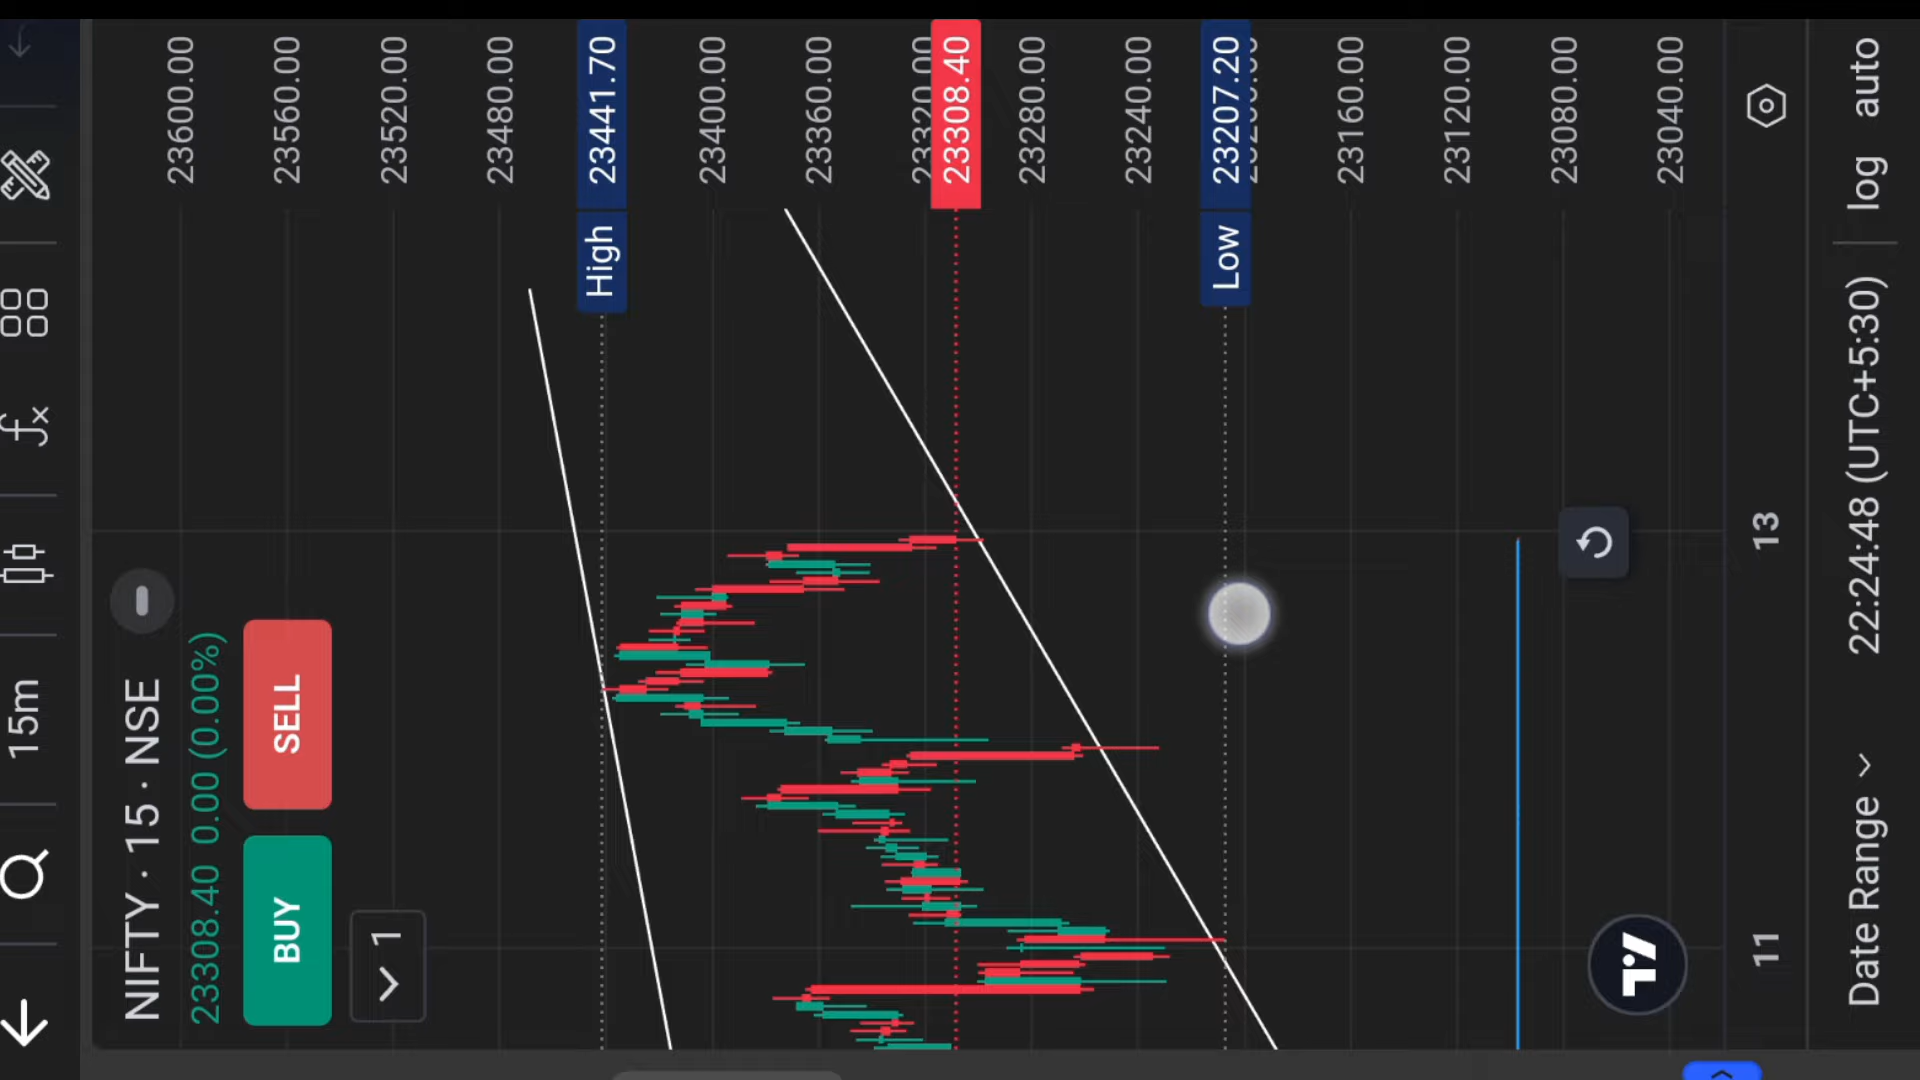 NIFTY · 15 · NSE
23308.40 0.00 (0.00%)
BUY
SELL
1
15m
23600.00
23560.00
23520.00
23480.00
High 23441.70
23400.00
23360.00
23308.40
23280.00
23240.00
Low 23207.20
23160.00
23120.00
23080.00
23040.00
11
13
Date Range
22:24:48 (UTC+5:30)
log
auto